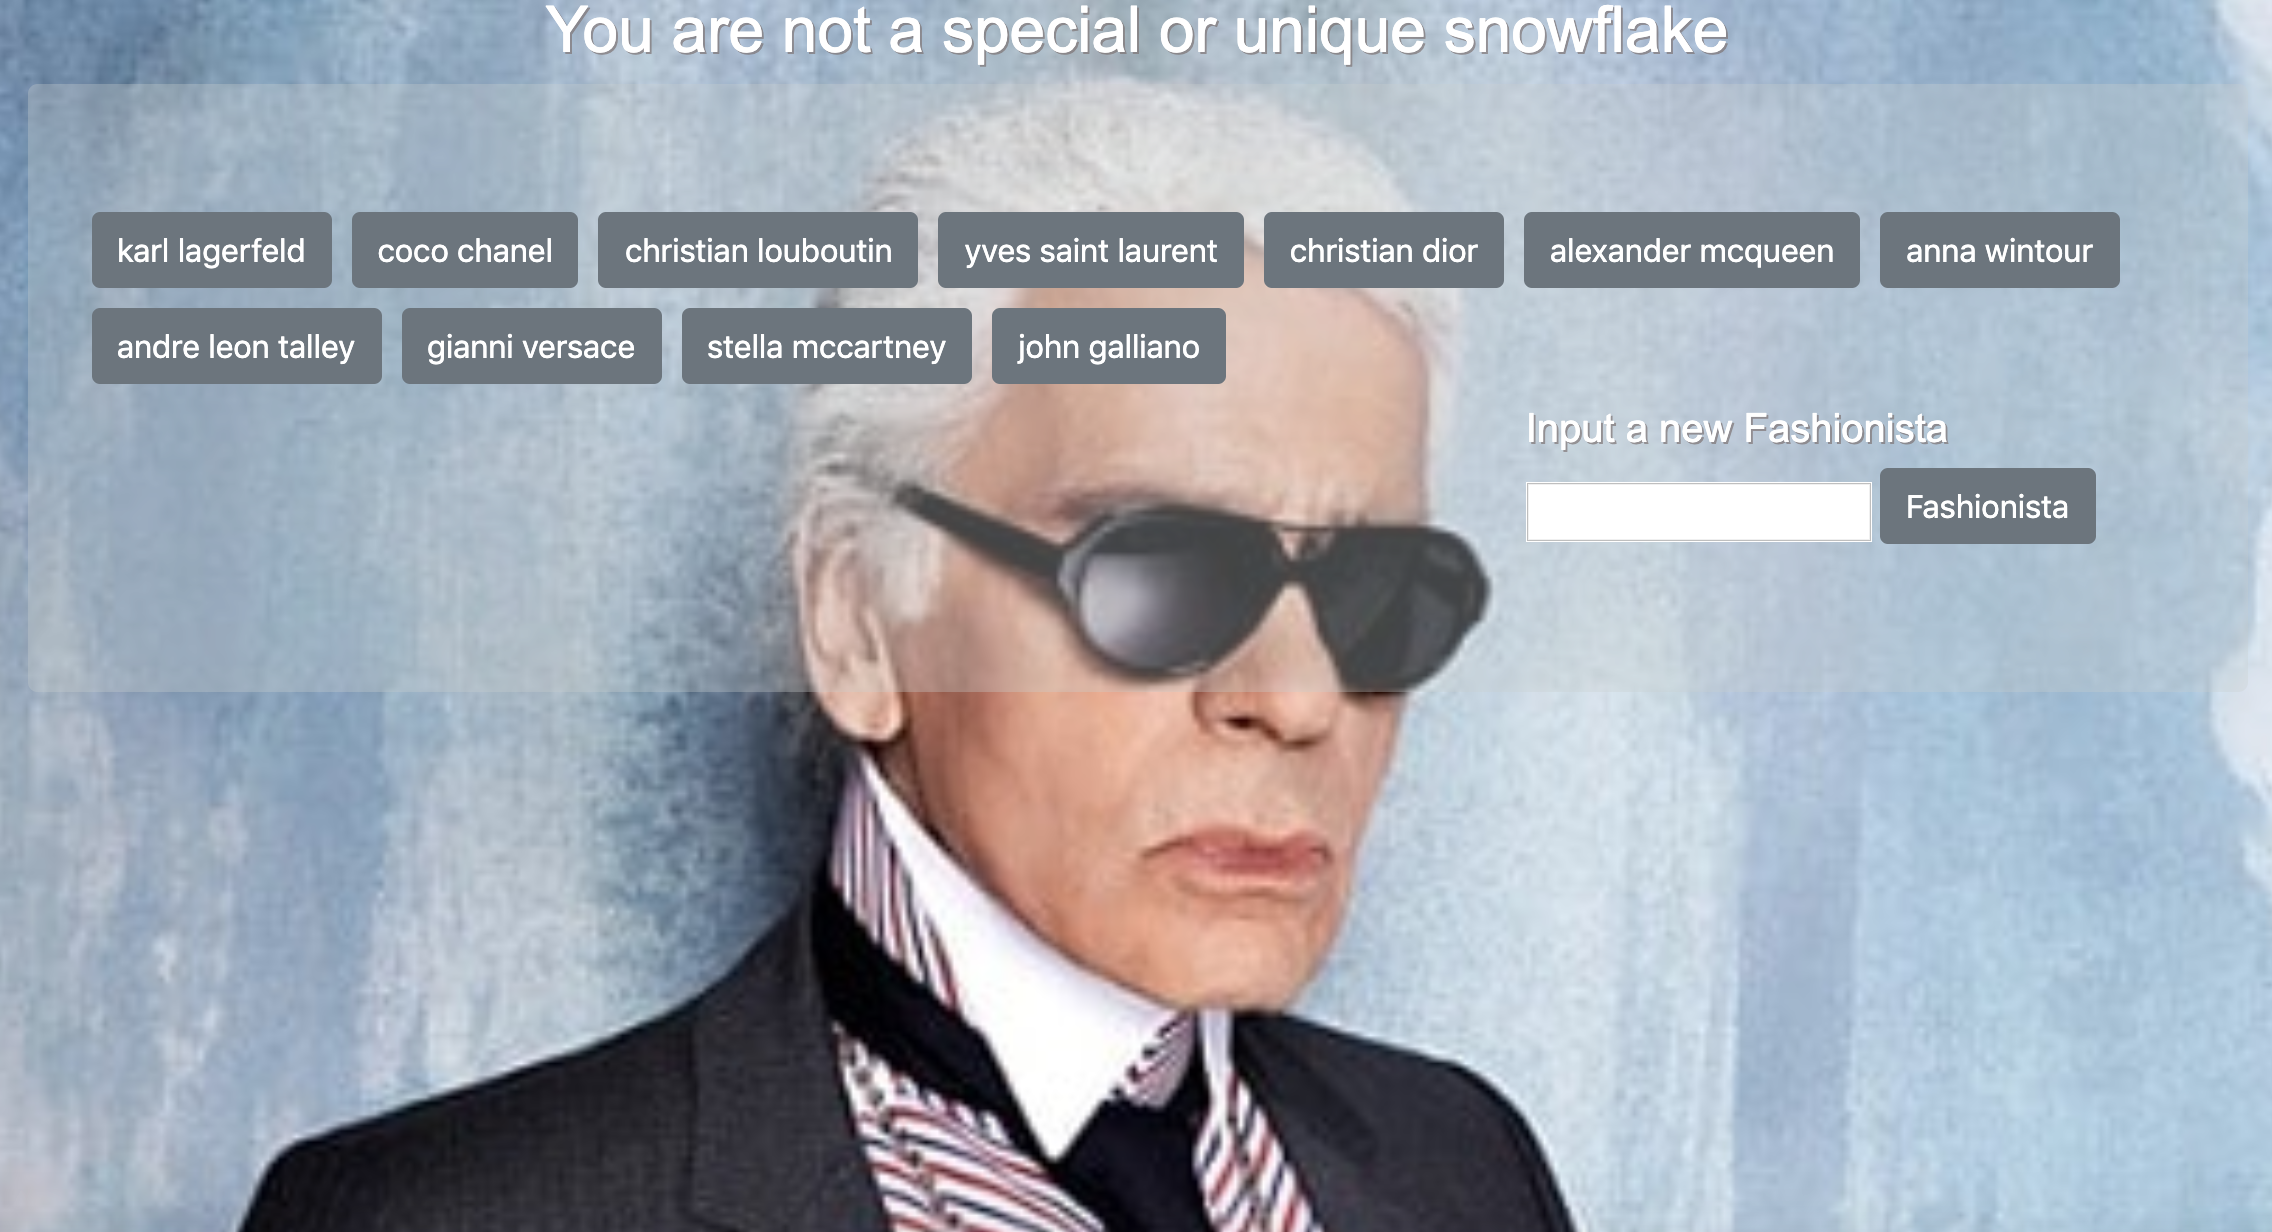 You are not a special or unique snowflake
karl lagerfeld coco chanel christian louboutin yves saint laurent christian dior alexander mcqueen anna wintour
andre leon talley gianni versace stella mccartney john galliano
Input a new Fashionista
Fashionista